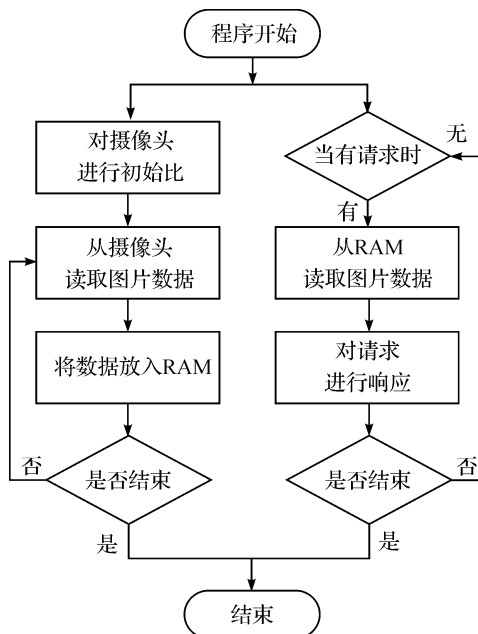 程序开始
对摄像头
进行初始比
当有请求时
无
有
从摄像头
读取图片数据
从RAM
读取图片数据
将数据放入RAM
对请求
进行响应
否
是否结束
是否结束
否
是
是
结束